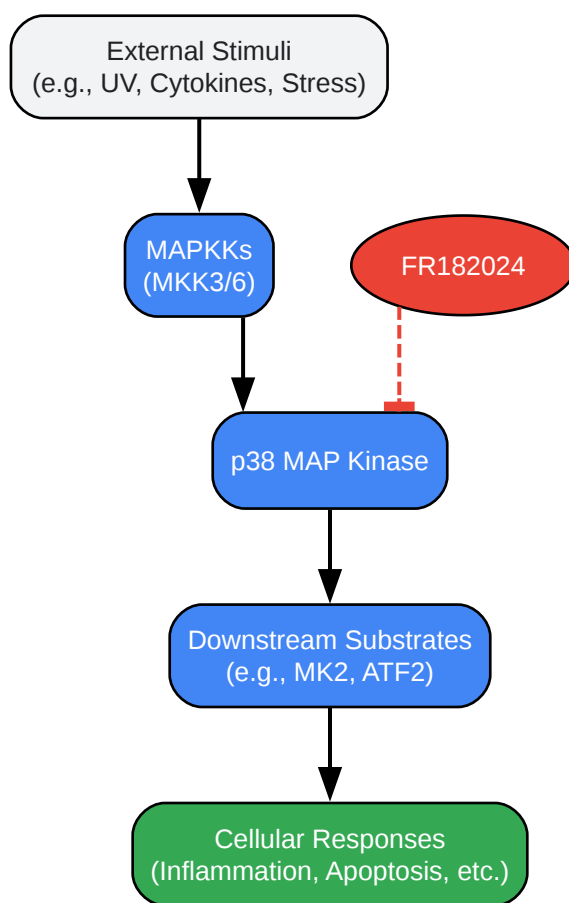 External Stimuli
(e.g., UV, Cytokines, Stress)
MAPKKs
(MKK3/6)
FR182024
p38 MAP Kinase
Downstream Substrates
(e.g., MK2, ATF2)
Cellular Responses
(Inflammation, Apoptosis, etc.)